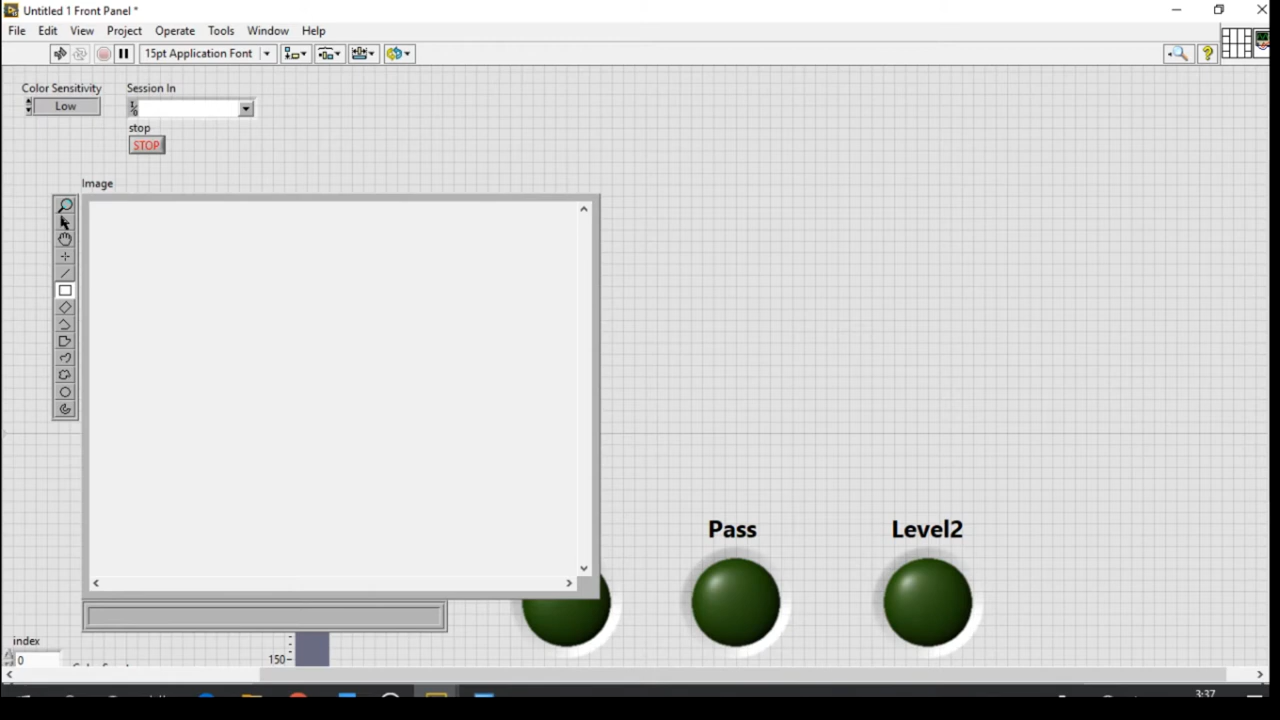 Untitled 1 Front Panel *
File Edit View Project Operate Tools Window Help
15pt Application Font
Color Sensitivity
Low
Session In
stop
STOP
Image
Pass
Level2
index
0
150
3:37